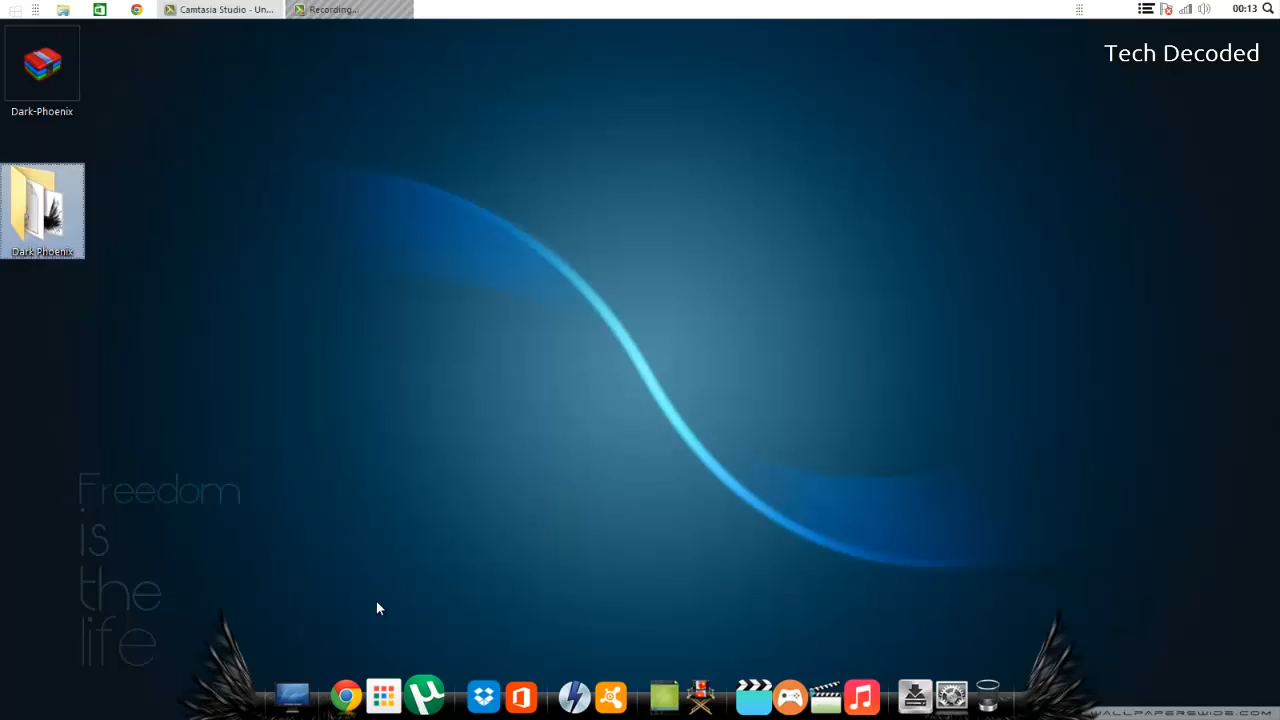 Camtasia Studio - Un...
Recording...
00:13
Tech Decoded
Dark-Phoenix
Dark Phoenix
Freedom
is
the
life
WALLPAPERSWIDE.COM